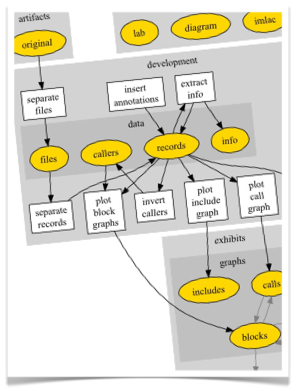 artifacts
original
lab
diagram
imlac
development
separate
files
insert
annotations
extract
info
data
files
callers
records
info
separate
records
plot
block
graphs
invert
callers
plot
include
graph
plot
call
graph
exhibits
graphs
includes
calls
blocks